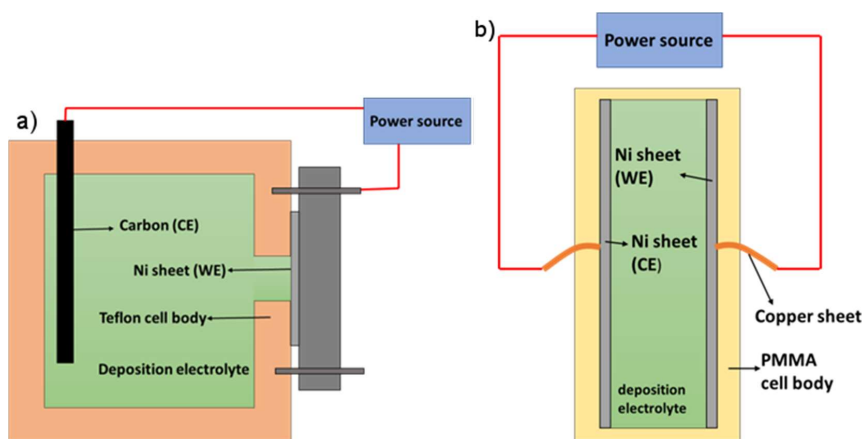 a)
Power source
Carbon (CE)
Ni sheet (WE)
Teflon cell body
Deposition electrolyte
b)
Power source
Ni sheet
(WE)
Ni sheet
(CE)
Copper sheet
PMMA
cell body
deposition
electrolyte